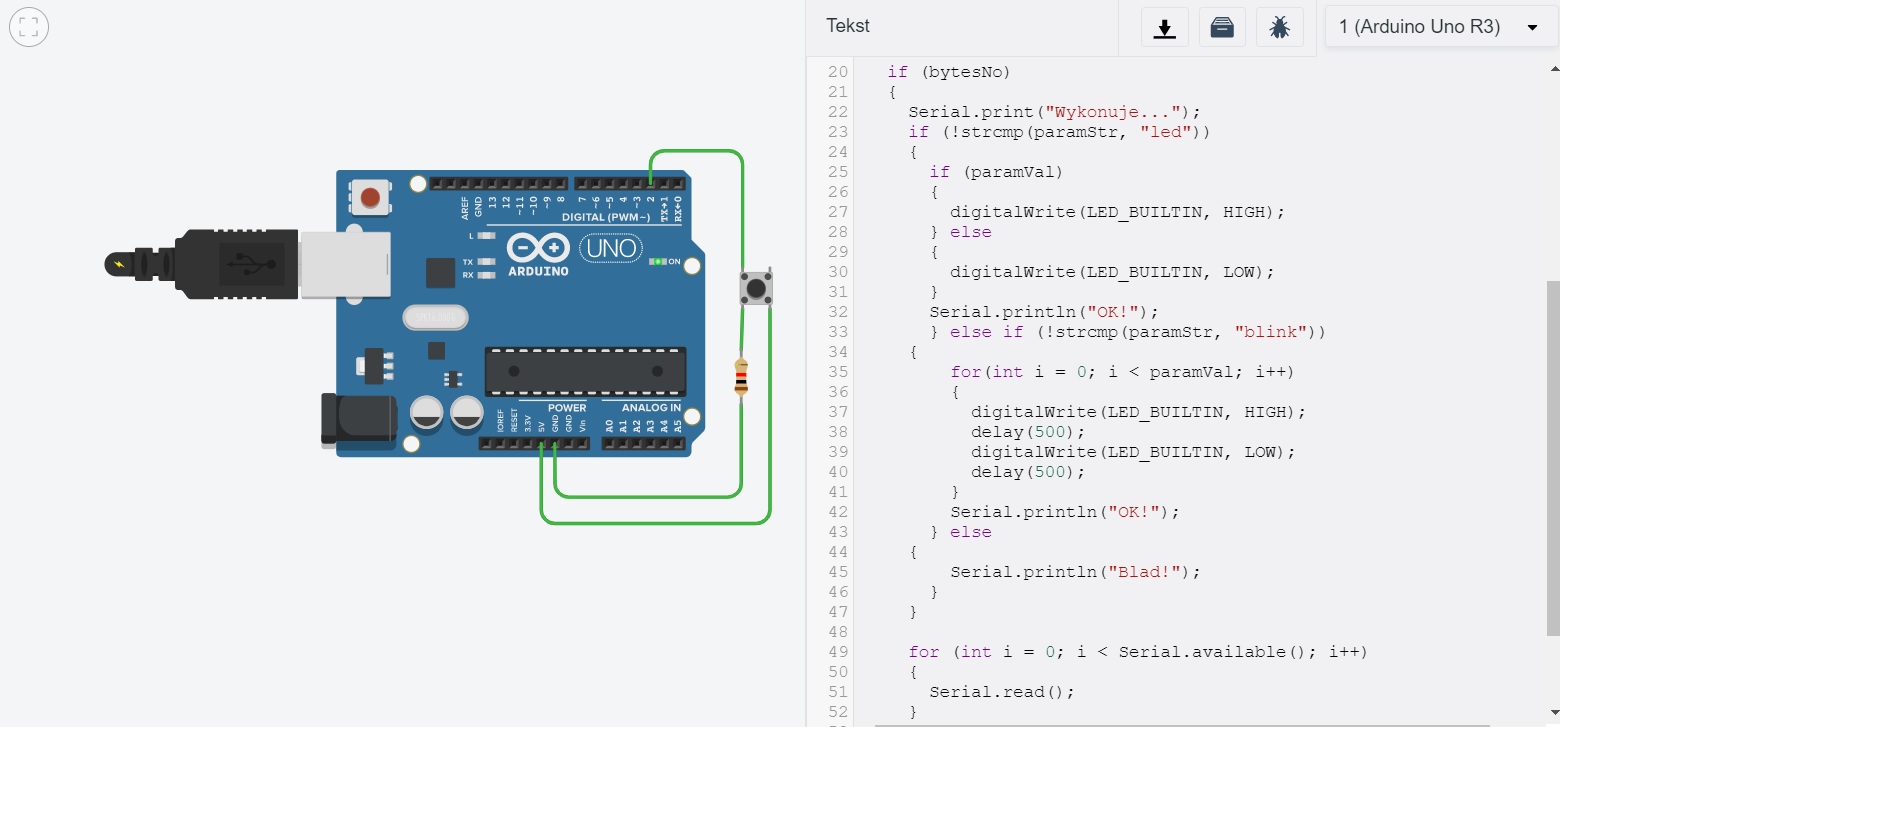 Tekst
1 (Arduino Uno R3)
AREF
GND
13
12
~11
~10
~9
8
7
~6
~5
4
~3
2
TX→1
RX←0
DIGITAL (PWM~)
L
TX
RX
ARDUINO
UNO
ON
POWER
ANALOG IN
IOREF
RESET
3.3V
5V
GND
GND
Vin
A0
A1
A2
A3
A4
A5
20 if (bytesNo)
21 {
22 Serial.print("Wykonuje...");
23 if (!strcmp(paramStr, "led"))
24 {
25 if (paramVal)
26 {
27 digitalWrite(LED_BUILTIN, HIGH);
28 } else
29 {
30 digitalWrite(LED_BUILTIN, LOW);
31 }
32 Serial.println("OK!");
33 } else if (!strcmp(paramStr, "blink"))
34 {
35 for(int i = 0; i < paramVal; i++)
36 {
37 digitalWrite(LED_BUILTIN, HIGH);
38 delay(500);
39 digitalWrite(LED_BUILTIN, LOW);
40 delay(500);
41 }
42 Serial.println("OK!");
43 } else
44 {
45 Serial.println("Blad!");
46 }
47 }
48
49 for (int i = 0; i < Serial.available(); i++)
50 {
51 Serial.read();
52 }